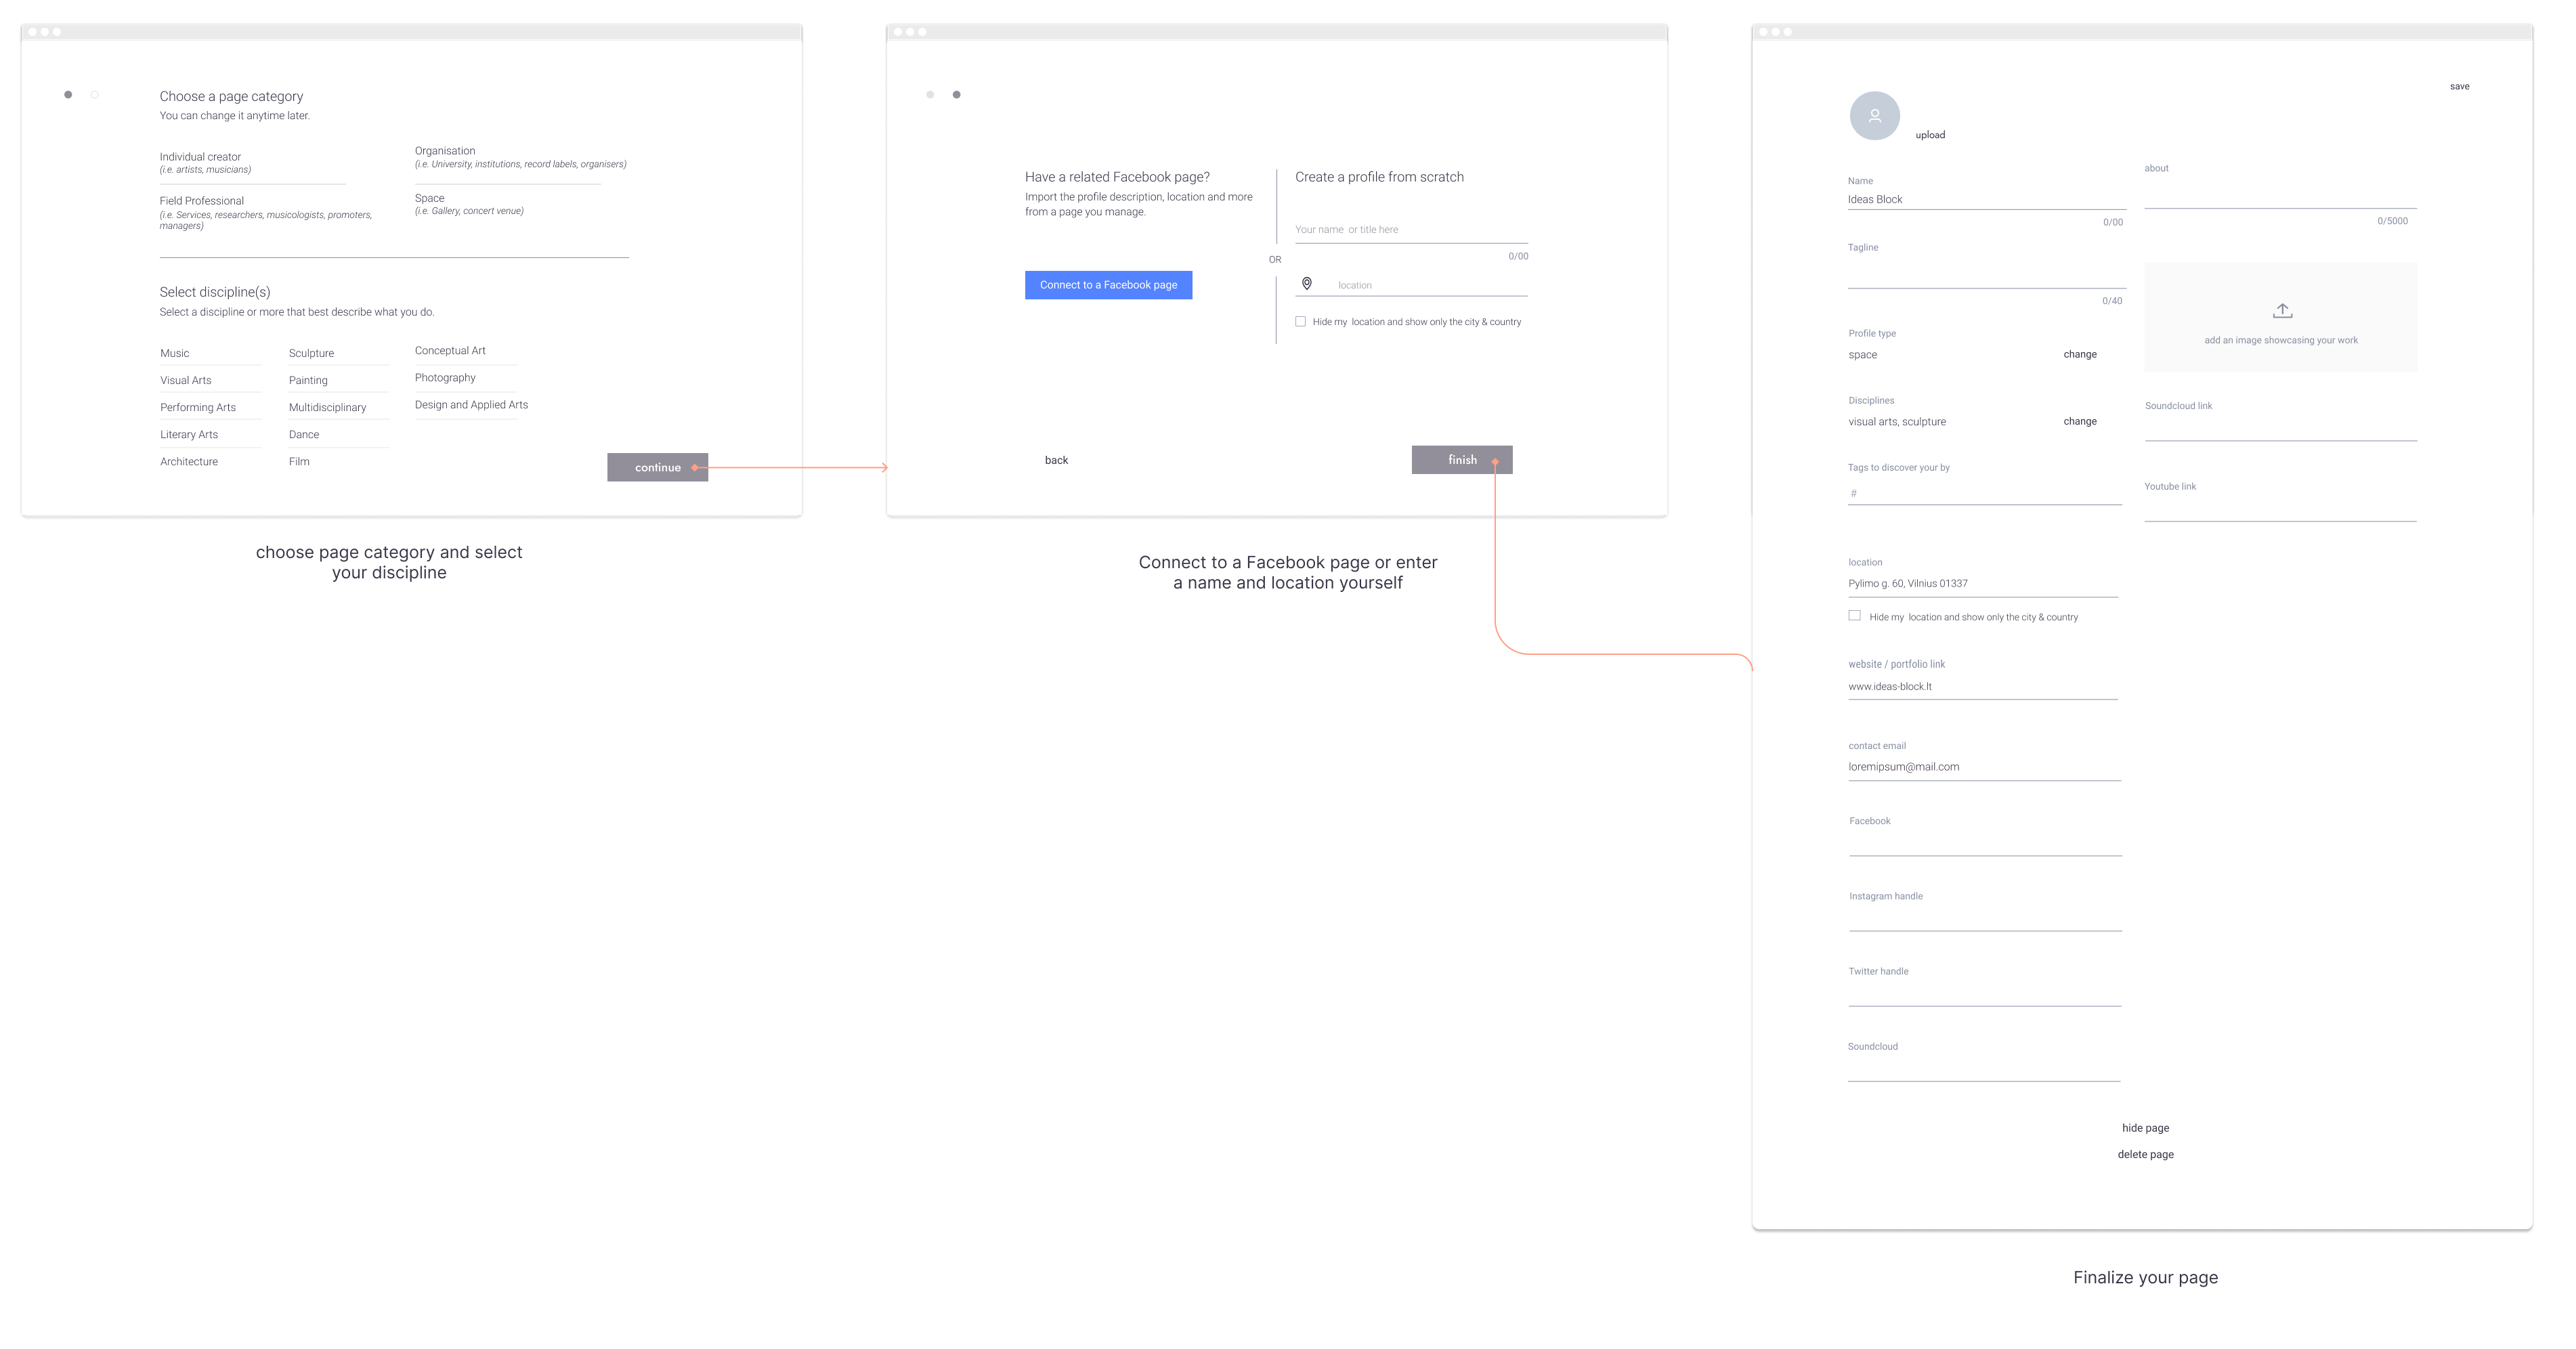 Choose a page category
You can change it anytime later.
Individual creator
(i.e. artists, musicians)
Organisation
(i.e. University, institutions, record labels, organisers)
Field Professional
(i.e. Services, researchers, musicologists, promoters,
managers)
Space
(i.e. Gallery, concert venue)
Select discipline(s)
Select a discipline or more that best describe what you do.
Music
Visual Arts
Performing Arts
Literary Arts
Architecture
Sculpture
Painting
Multidisciplinary
Dance
Film
Conceptual Art
Photography
Design and Applied Arts
continue
choose page category and select
your discipline
Have a related Facebook page?
Import the profile description, location and more
from a page you manage.
Connect to a Facebook page
OR
Create a profile from scratch
Your name or title here
0/00
location
Hide my location and show only the city & country
back
finish
Connect to a Facebook page or enter
a name and location yourself
save
upload
Name
Ideas Block
0/00
Tagline
0/40
Profile type
space
change
Disciplines
visual arts, sculpture
change
Tags to discover your by
#
location
Pylimo g. 60, Vilnius 01337
Hide my location and show only the city & country
website / portfolio link
www.ideas-block.lt
contact email
loremipsum@mail.com
Facebook
Instagram handle
Twitter handle
Soundcloud
about
0/5000
add an image showcasing your work
Soundcloud link
Youtube link
hide page
delete page
Finalize your page